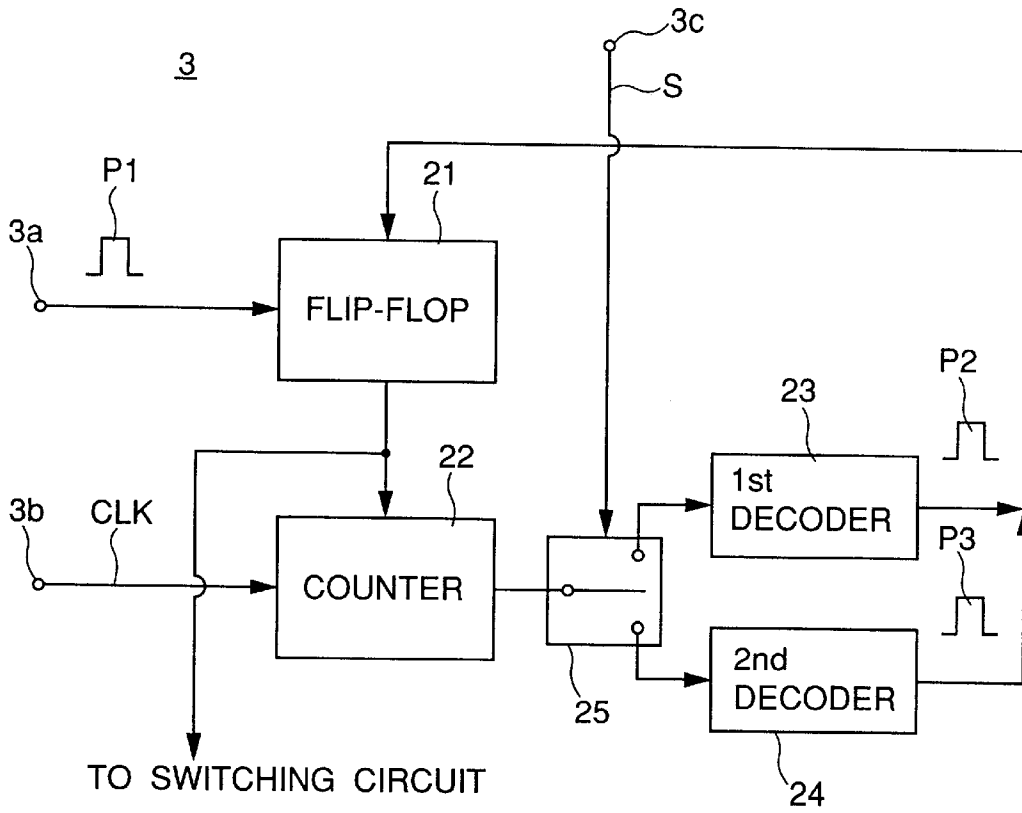 3c
3
S
P1
21
3a
FLIP-FLOP
P2
23
22
1st
DECODER
3b
CLK
P3
COUNTER
2nd
DECODER
25
TO SWITCHING CIRCUIT
24